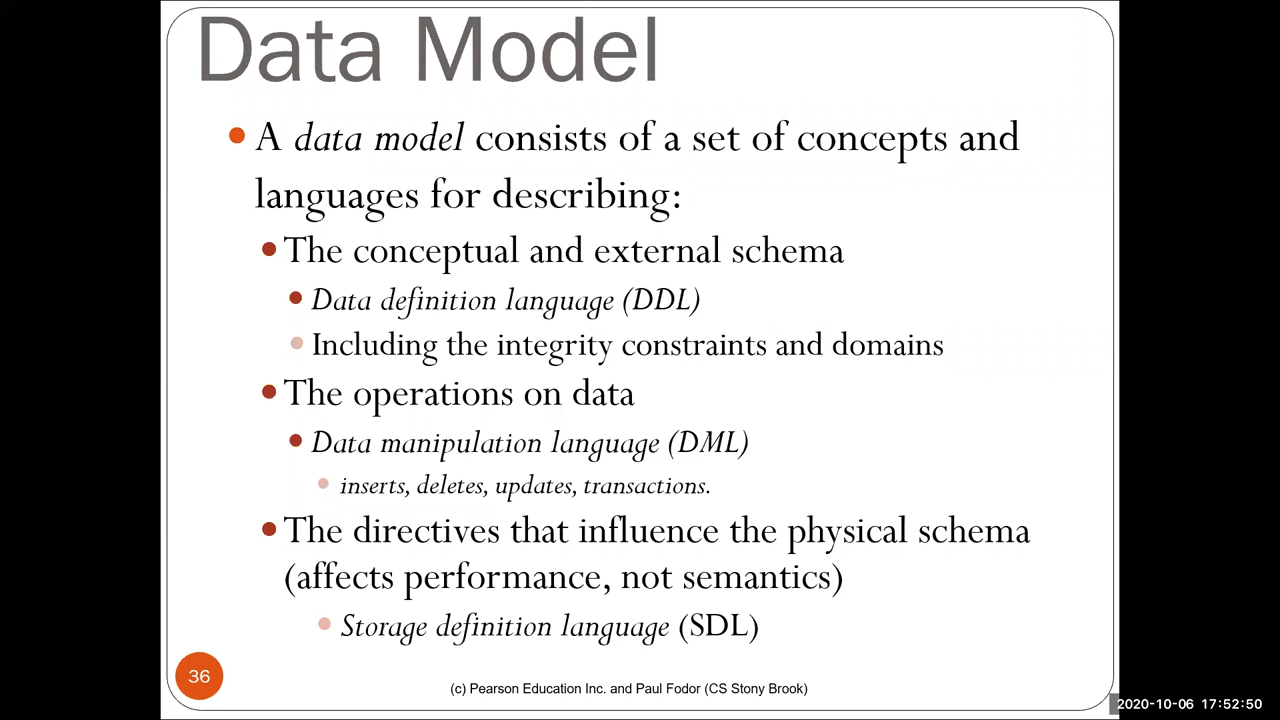 Data Model
A data model consists of a set of concepts and
languages for describing:
The conceptual and external schema
Data definition language (DDL)
Including the integrity constraints and domains
The operations on data
Data manipulation language (DML)
inserts, deletes, updates, transactions.
The directives that influence the physical schema
(affects performance, not semantics)
Storage definition language (SDL)
36
(c) Pearson Education Inc. and Paul Fodor (CS Stony Brook)
2020-10-06 17:52:50